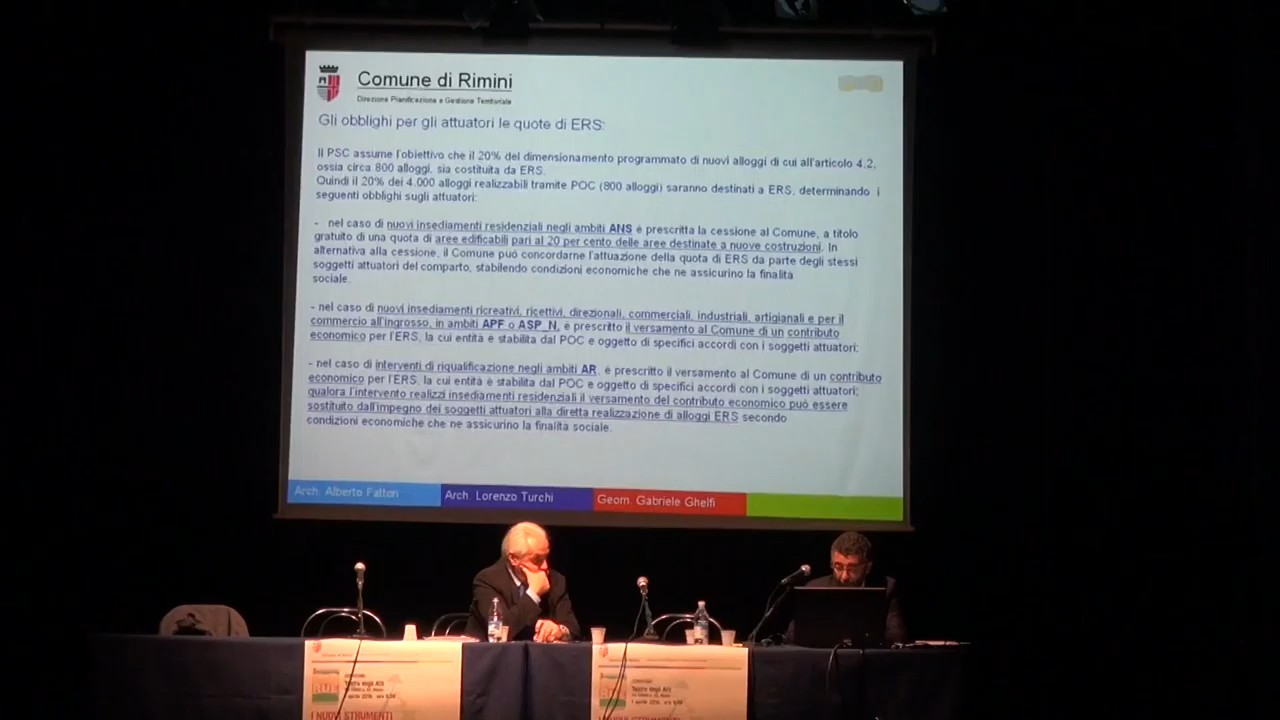 Comune di Rimini
Direzione Pianificazione e Gestione Territoriale
Gli obblighi per gli attuatori le quote di ERS:
Il PSC assume l'obiettivo che il 20% del dimensionamento programmato di nuovi alloggi di cui all'articolo 4.2,
ossia circa 800 alloggi, sia costituita da ERS.
Quindi il 20% dei 4.000 alloggi realizzabili tramite POC (800 alloggi) saranno destinati a ERS, determinando i
seguenti obblighi sugli attuatori:
- nel caso di nuovi insediamenti residenziali negli ambiti ANS è prescritta la cessione al Comune, a titolo
gratuito di una quota di aree edificabili pari al 20 per cento delle aree destinate a nuove costruzioni. In
alternativa alla cessione, il Comune può concordarne l'attuazione della quota di ERS da parte degli stessi
soggetti attuatori del comparto, stabilendo condizioni economiche che ne assicurino la finalità
sociale.
- nel caso di nuovi insediamenti ricreativi, ricettivi, direzionali, commerciali, industriali, artigianali e per il
commercio all'ingrosso, in ambiti APF o ASP_N, è prescritto il versamento al Comune di un contributo
economico per l'ERS, la cui entità è stabilita dal POC e oggetto di specifici accordi con i soggetti attuatori;
- nel caso di interventi di riqualificazione negli ambiti AR, è prescritto il versamento al Comune di un contributo
economico per l'ERS, la cui entità è stabilita dal POC e oggetto di specifici accordi con i soggetti attuatori;
qualora l'intervento realizzi insediamenti residenziali il versamento del contributo economico può essere
sostituito dall'impegno dei soggetti attuatori alla diretta realizzazione di alloggi ERS secondo
condizioni economiche che ne assicurino la finalità sociale.
Arch. Alberto Fattori
Arch. Lorenzo Turchi
Geom. Gabriele Ghelfi
RUE
Teatro degli Atti
I NUOVI STRUMENTI
Teatro degli Atti
I NUOVI STRUMENTI